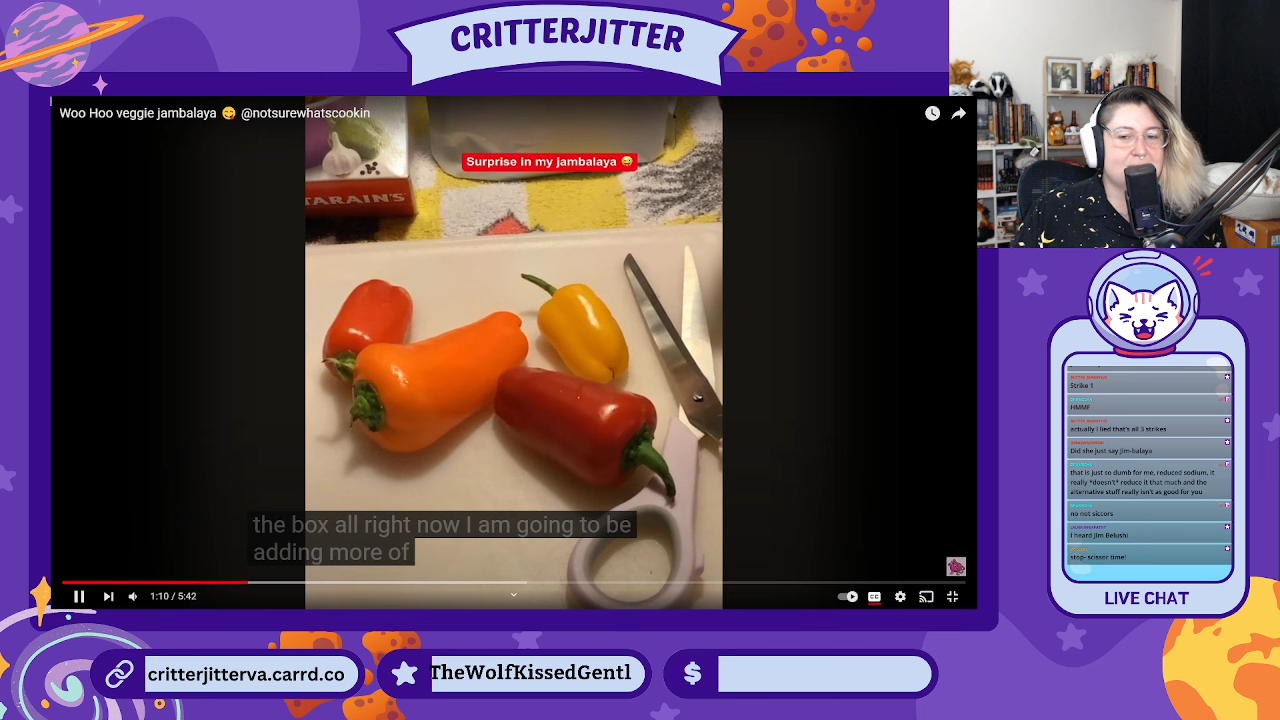 CRITTERJITTER
Woo Hoo veggie jambalaya 😋 @notsurewhatscookin
Surprise in my jambalaya 😄
TARAIN'S
the box all right now I am going to be
adding more of
1:10 / 5:42
CC
Strike 1
HMMF
actually I lied that's all 3 strikes
Did she just say Jim-balaya
that is just so dumb for me, reduced sodium, it
really *doesn't* reduce it that much and the
alternative stuff really isn't as good for you
no not siccors
I heard Jim Belushi
stop- scissor time!
LIVE CHAT
critterjitterva.carrd.co
TheWolfKissedGentl
$